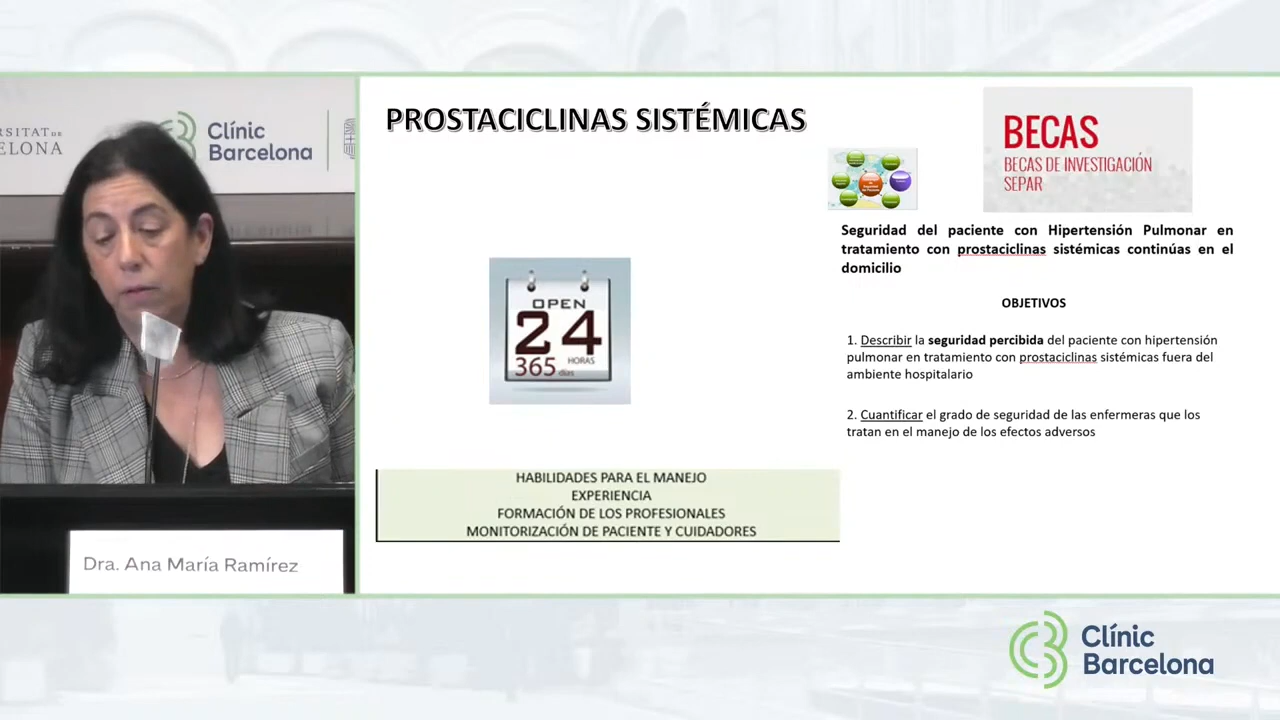 Clínic
Barcelona
PROSTACICLINAS SISTÉMICAS
OPEN
24
HORAS
365 días
HABILIDADES PARA EL MANEJO
EXPERIENCIA
FORMACIÓN DE LOS PROFESIONALES
MONITORIZACIÓN DE PACIENTE Y CUIDADORES
BECAS
BECAS DE INVESTIGACIÓN
SEPAR
Seguridad del paciente con Hipertensión Pulmonar en
tratamiento con prostaciclinas sistémicas continúas en el
domicilio
OBJETIVOS
1. Describir la seguridad percibida del paciente con hipertensión
pulmonar en tratamiento con prostaciclinas sistémicas fuera del
ambiente hospitalario
2. Cuantificar el grado de seguridad de las enfermeras que los
tratan en el manejo de los efectos adversos
Dra. Ana María Ramírez
Clínic
Barcelona